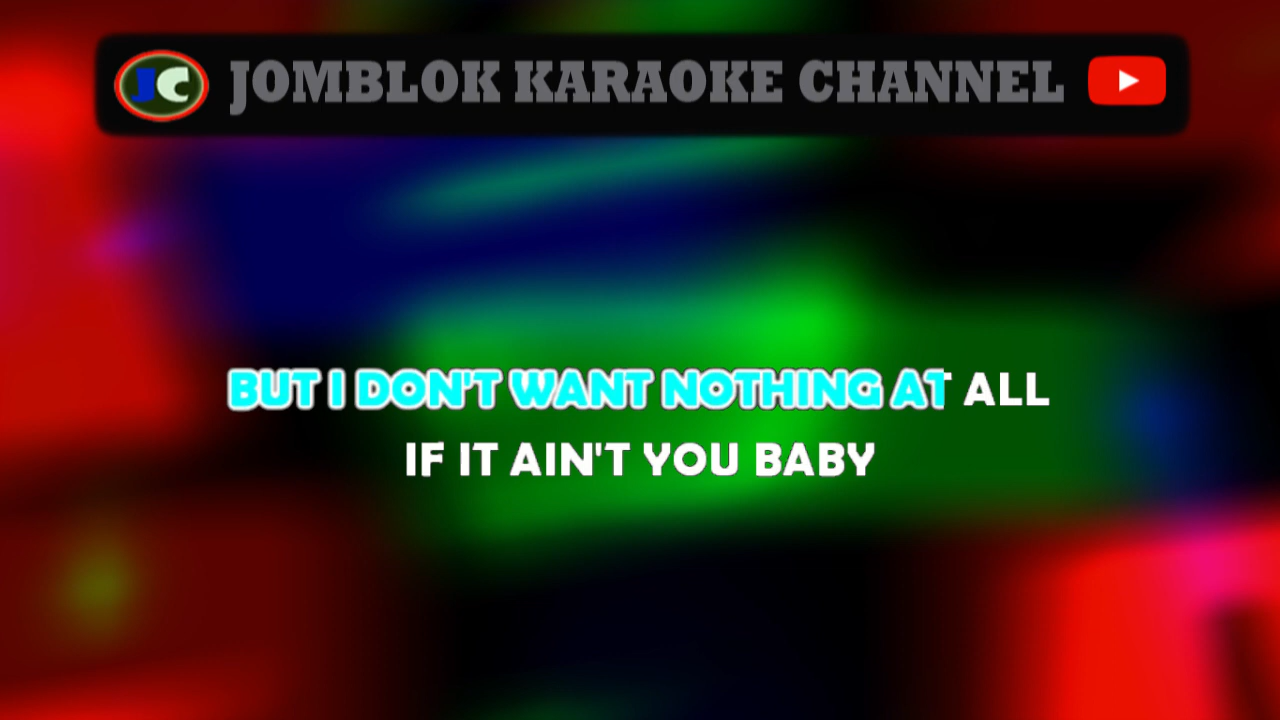 JC JOMBLOK KARAOKE CHANNEL
BUT I DON'T WANT NOTHING AT ALL
IF IT AIN'T YOU BABY